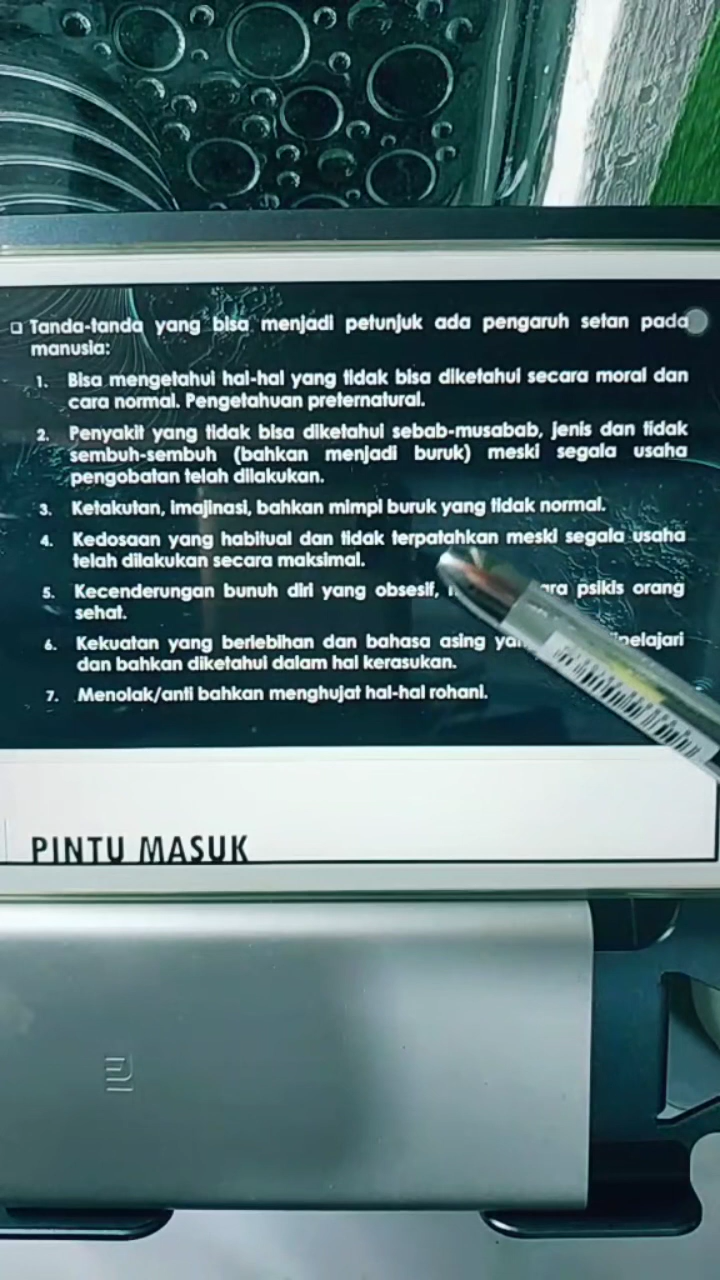 Tanda-tanda yang bisa menjadi petunjuk ada pengaruh setan pada
manusia:
1. Bisa mengetahui hal-hal yang tidak bisa diketahui secara moral dan
cara normal. Pengetahuan preternatural.
2. Penyakit yang tidak bisa diketahui sebab-musabab, jenis dan tidak
sembuh-sembuh (bahkan menjadi buruk) meski segala usaha
pengobatan telah dilakukan.
3. Ketakutan, imajinasi, bahkan mimpi buruk yang tidak normal.
4. Kedosaan yang habitual dan tidak terpatahkan meski segala usaha
telah dilakukan secara maksimal.
5. Kecenderungan bunuh diri yang obsesif, psikis orang
sehat.
6. Kekuatan yang berlebihan dan bahasa asing
dan bahkan diketahui dalam hal kerasukan.
7. Menolak/anti bahkan menghujat hal-hal rohani.
PINTU MASUK